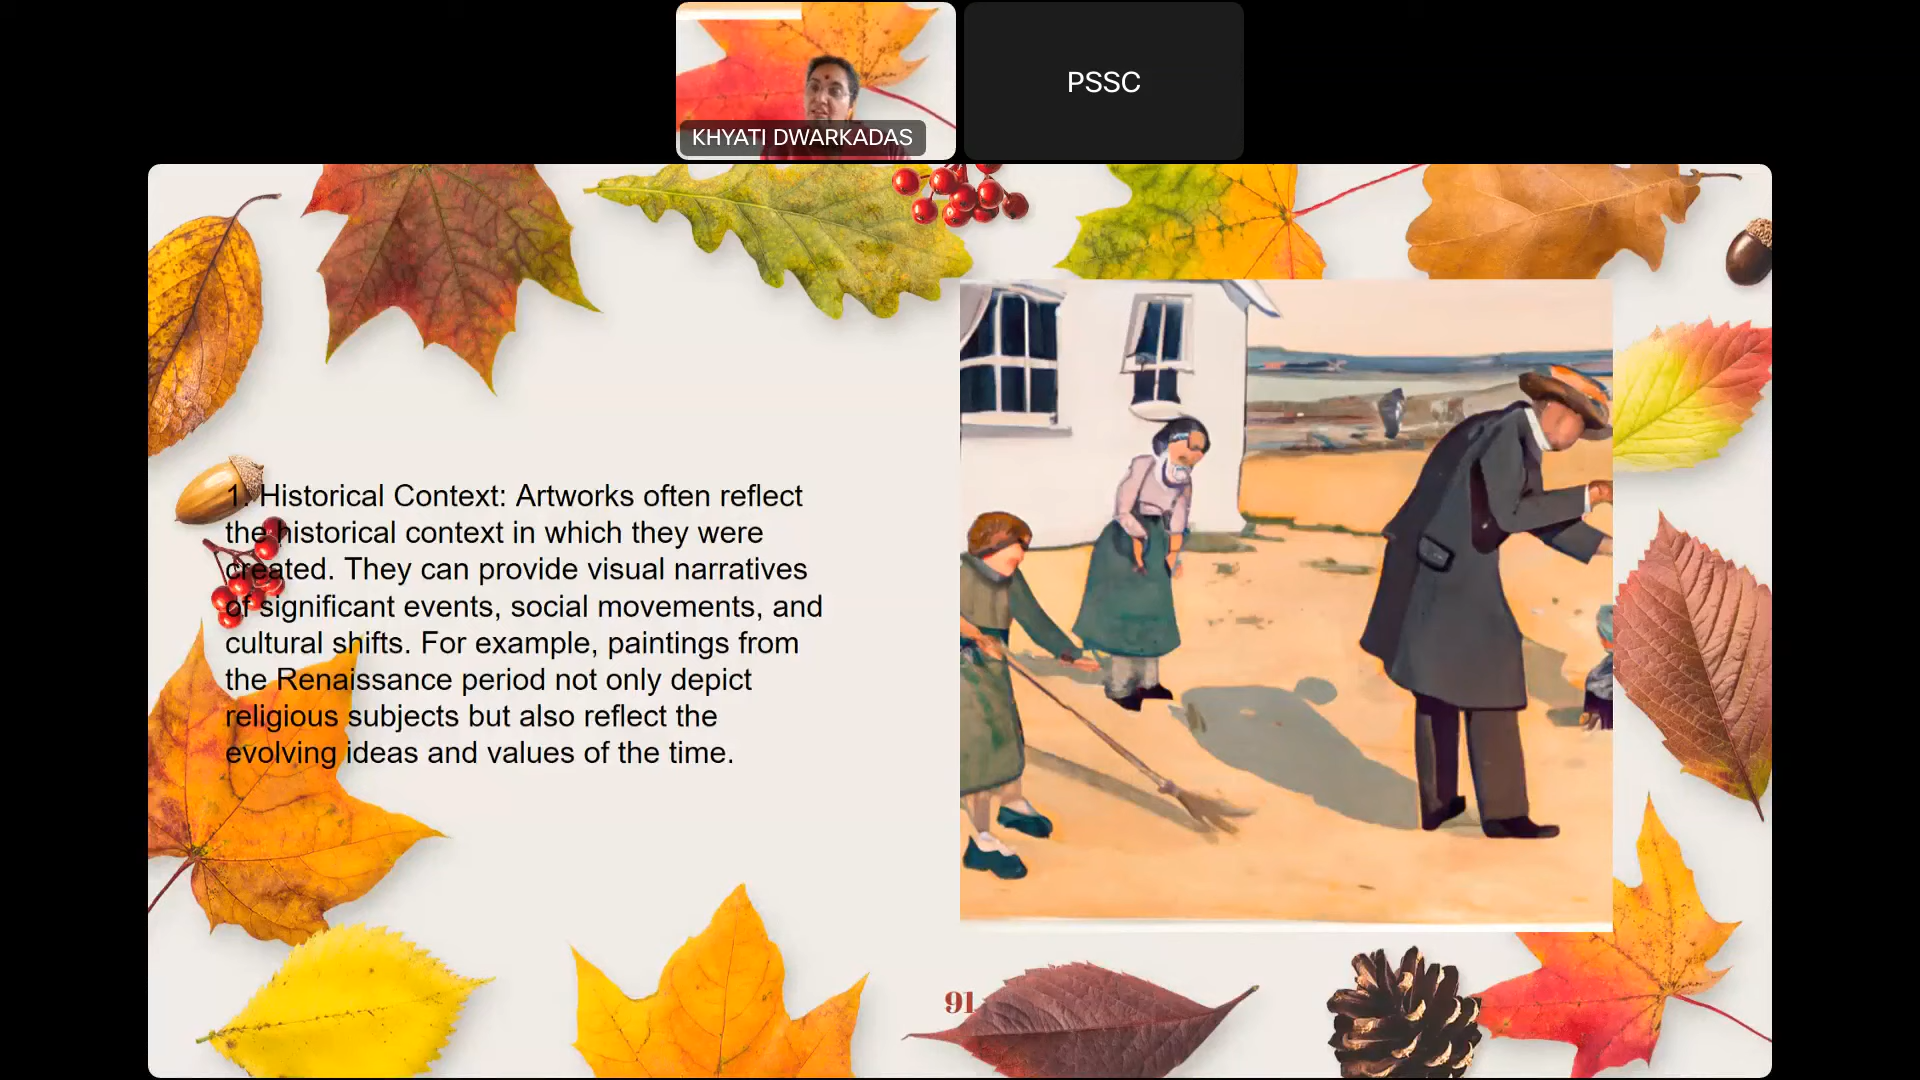 KHYATI DWARKADAS
PSSC
1. Historical Context: Artworks often reflect
the historical context in which they were
created. They can provide visual narratives
of significant events, social movements, and
cultural shifts. For example, paintings from
the Renaissance period not only depict
religious subjects but also reflect the
evolving ideas and values of the time.
91